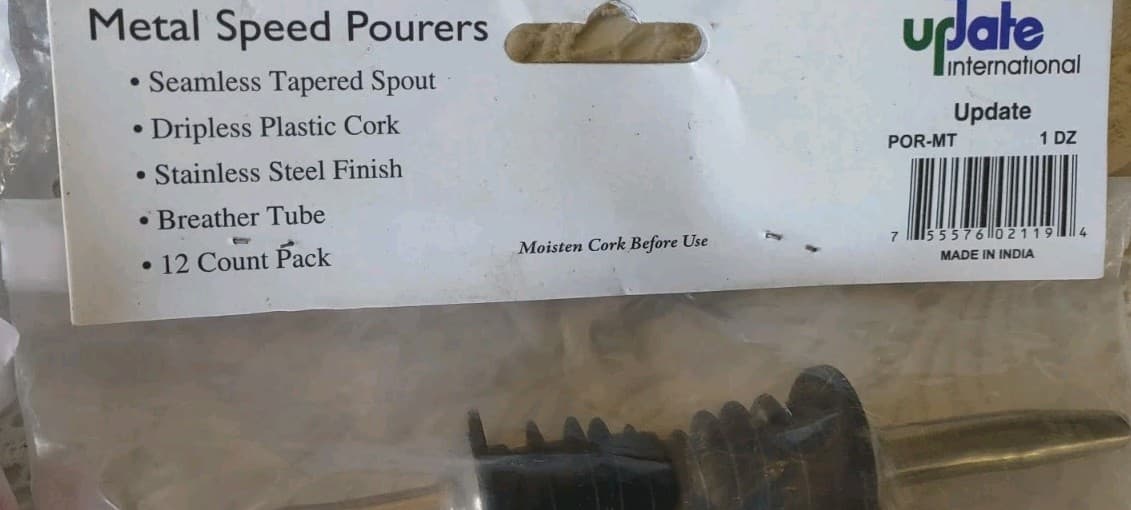 Metal Speed Pourers
• Seamless Tapered Spout
• Dripless Plastic Cork
• Stainless Steel Finish
• Breather Tube
• 12 Count Pack
Moisten Cork Before Use
update
international
Update
POR-MT 1 DZ
7 55576 02119 4
MADE IN INDIA